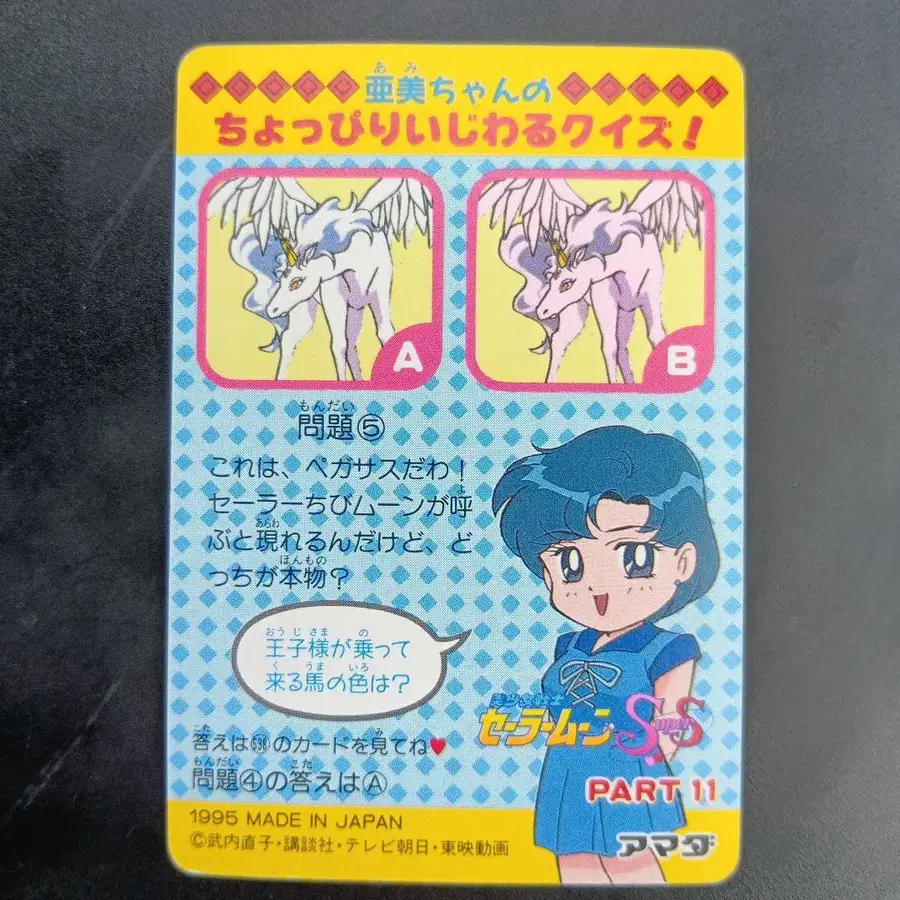 亜美ちゃんの
ちょっぴりいじわるクイズ！
A
B
問題⑤
これは、ペガサスだわ！
セーラーちびムーンが呼
ぶと現れるんだけど、ど
っちが本物？
王子様が乗って
来る馬の色は？
美少女戦士
セーラームーン SuperS
答えは536のカードを見てね♥
問題④の答えはⒶ
PART 11
1995 MADE IN JAPAN
アマダ
©武内直子・講談社・テレビ朝日・東映動画